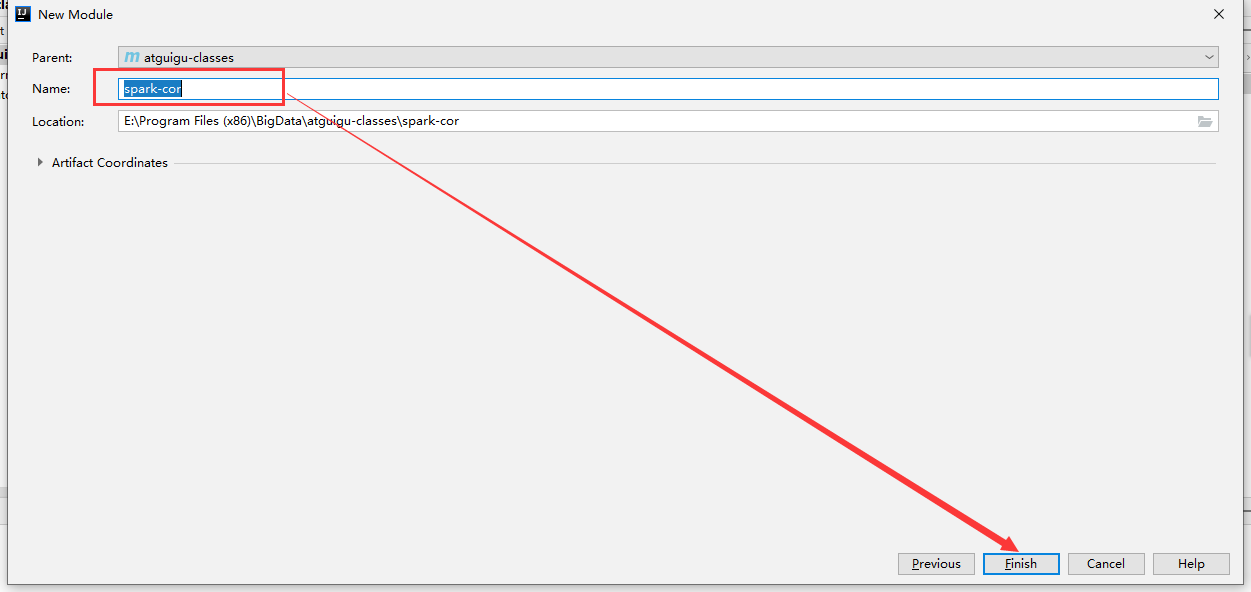 New Module
Parent:
m atguigu-classes
Name:
spark-cor
Location:
E:\Program Files (x86)\BigData\atguigu-classes\spark-cor
Artifact Coordinates
Previous
Finish
Cancel
Help